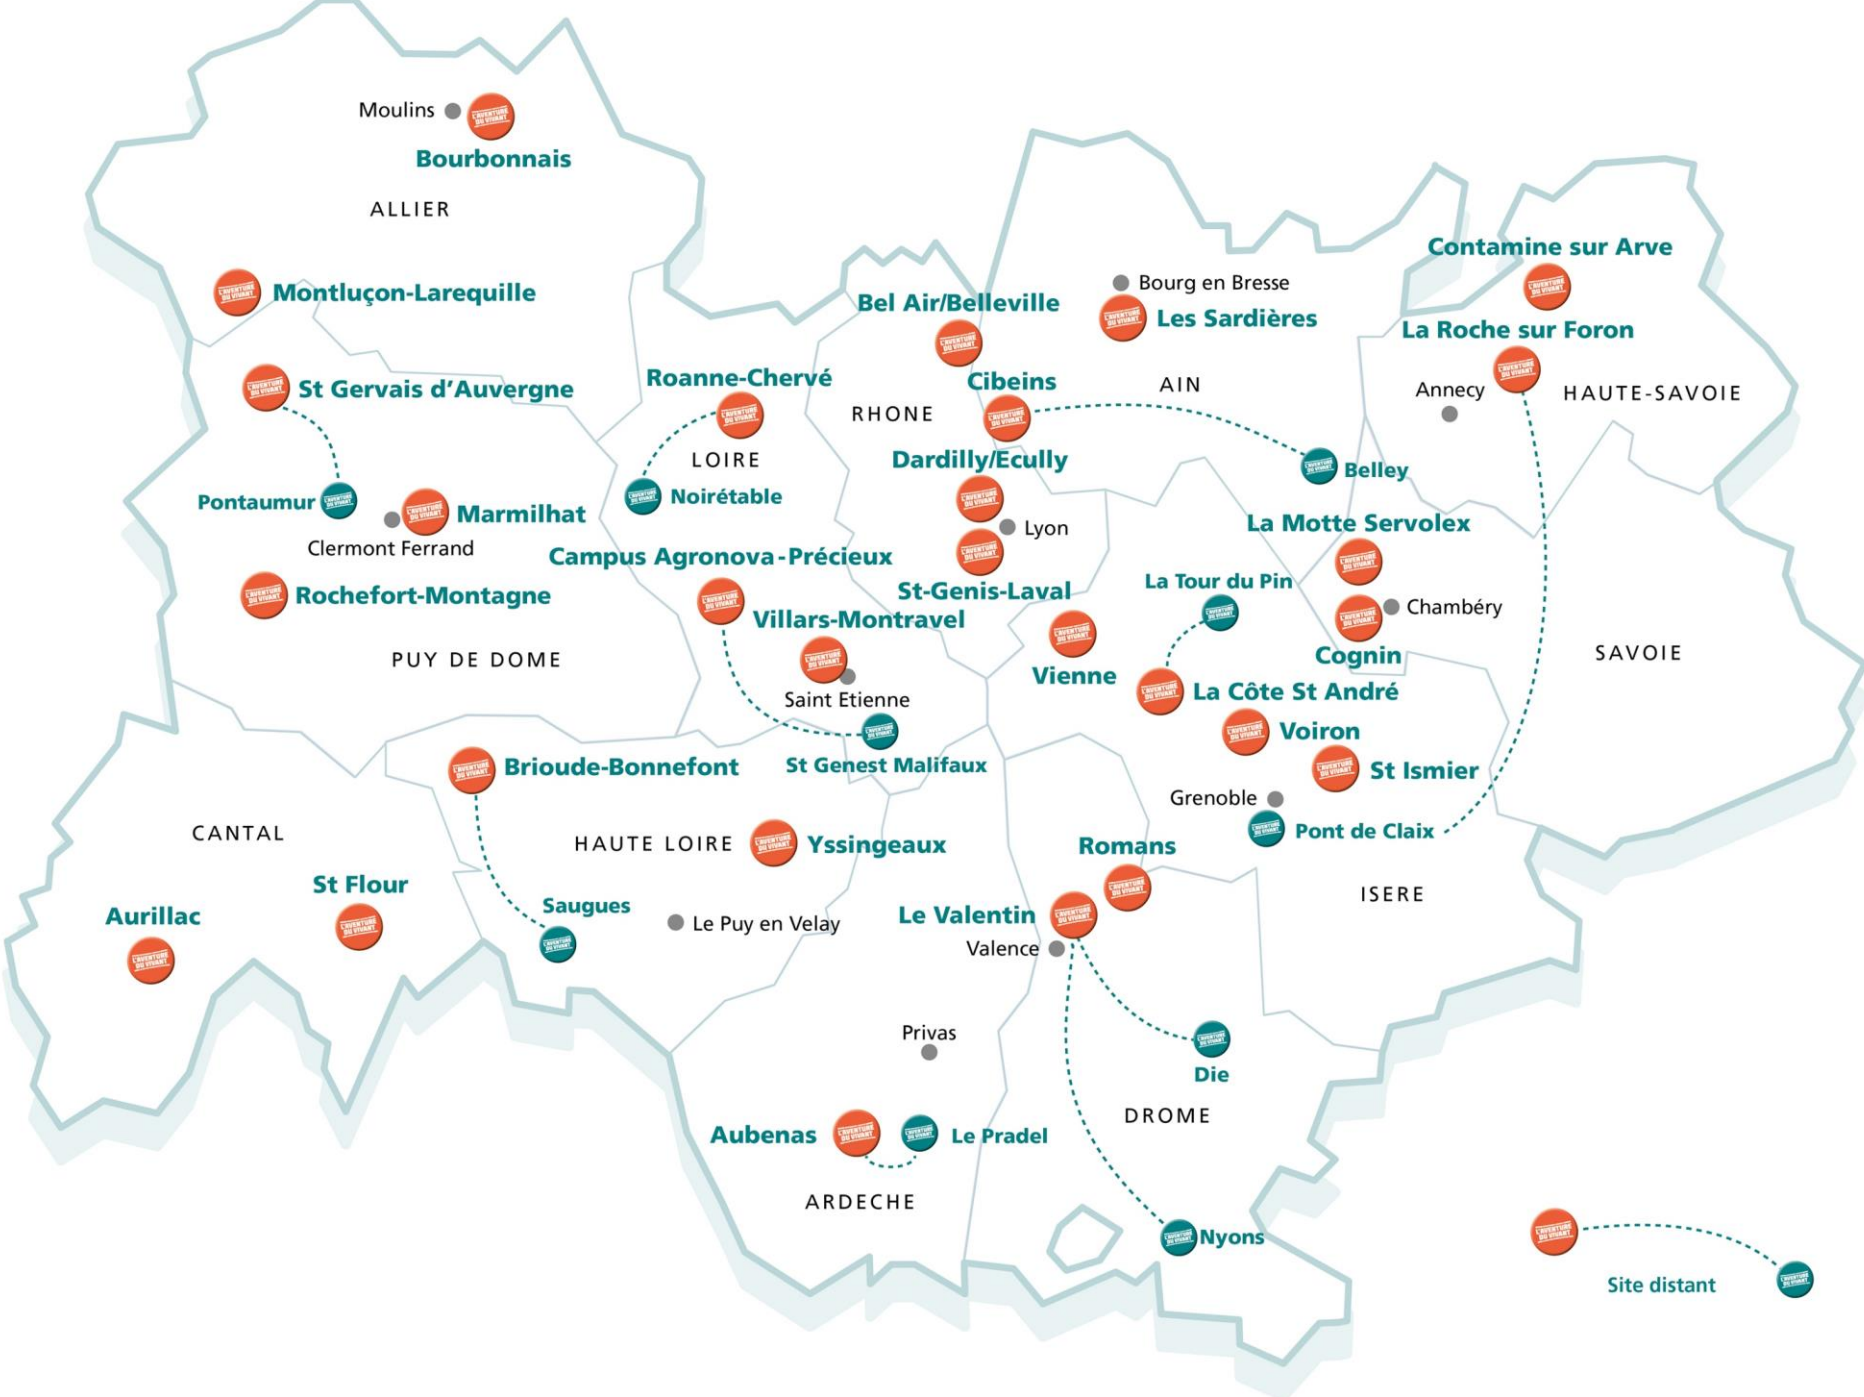 Moulins
Bourbonnais
ALLIER
Montluçon-Larequille
Contamine sur Arve
Bourg en Bresse
Bel Air/Belleville
Les Sardières
La Roche sur Foron
St Gervais d’Auvergne
Roanne-Chervé
Cibeins
AIN
Annecy
HAUTE-SAVOIE
RHONE
LOIRE
Dardilly/Ecully
Belley
Pontaumur
Noirétable
Marmilhat
Clermont Ferrand
Lyon
La Motte Servolex
Campus Agronova-Précieux
St-Genis-Laval
La Tour du Pin
Rochefort-Montagne
Villars-Montravel
Chambéry
PUY DE DOME
Cognin
SAVOIE
Vienne
La Côte St André
Saint Etienne
Voiron
Brioude-Bonnefont
St Genest Malifaux
St Ismier
Grenoble
Pont de Claix
CANTAL
HAUTE LOIRE
Yssingeaux
Romans
St Flour
ISERE
Aurillac
Saugues
Le Puy en Velay
Le Valentin
Valence
Privas
Die
DROME
Aubenas
Le Pradel
ARDECHE
Nyons
Site distant
L'AVENTURE
DU VIVANT